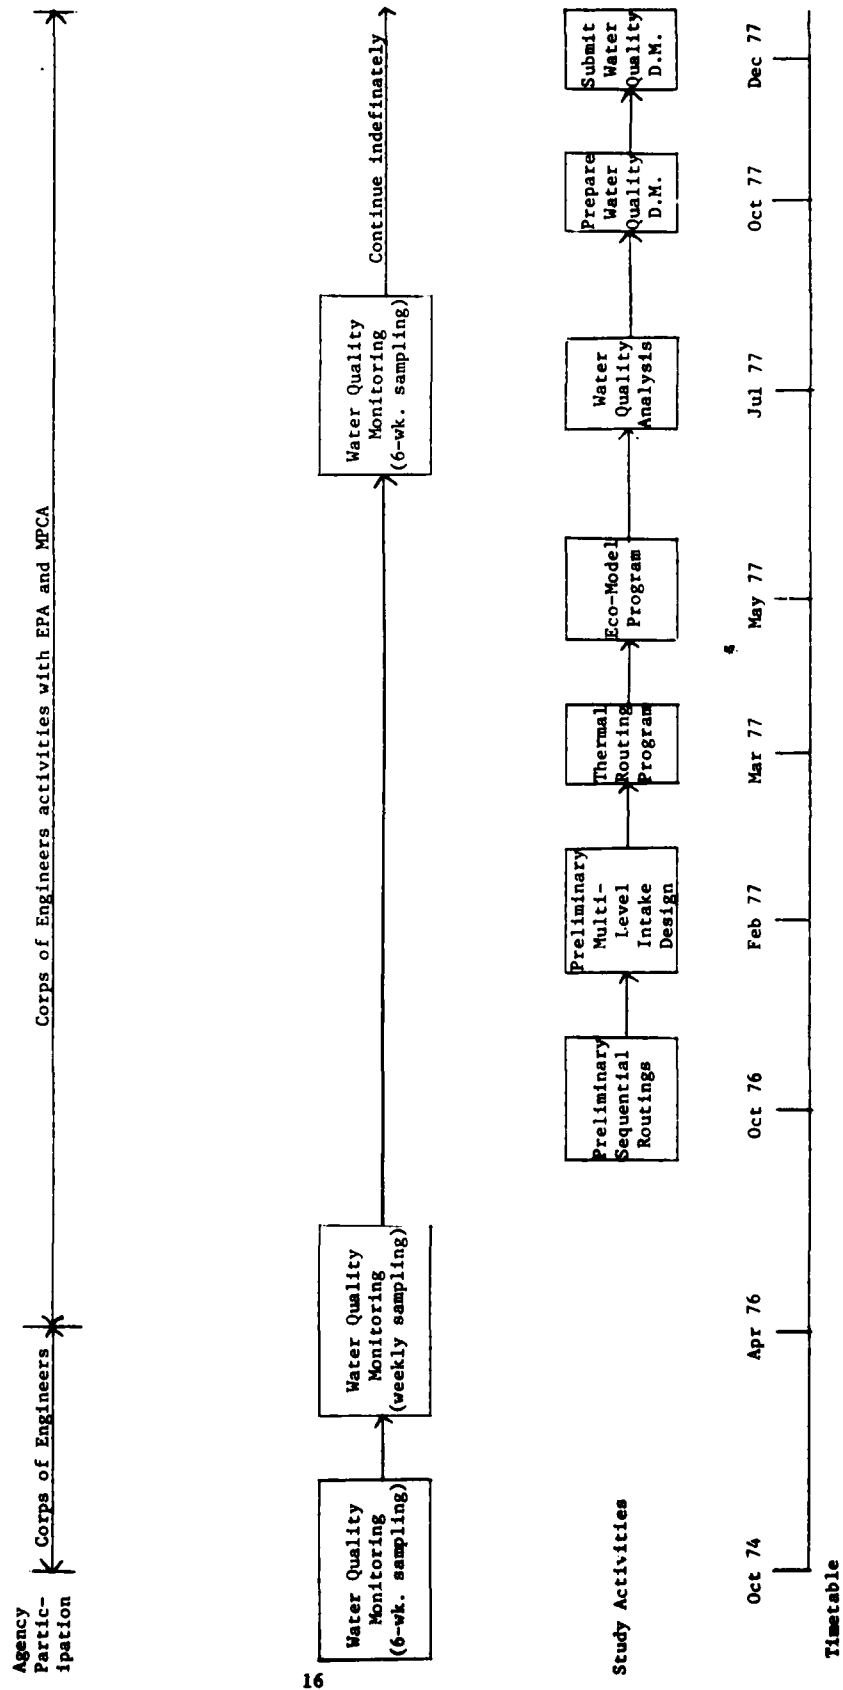 Agency
Partic-
ipation
Corps of Engineers
Corps of Engineers activities with EPA and MPCA
Water Quality
Monitoring
(6-wk. sampling)
Water Quality
Monitoring
(weekly sampling)
Water Quality
Monitoring
(6-wk. sampling)
Continue indefinately
16
Study Activities
Preliminary
Sequential
Routings
Preliminary
Multi-
Level
Intake
Design
Thermal
Routing
Program
Eco-Model
Program
Water
Quality
Analysis
Prepare
Water
Quality
D.M.
Submit
Water
Quality
D.M.
Oct 74
Apr 76
Oct 76
Feb 77
Mar 77
May 77
Jul 77
Oct 77
Dec 77
Timetable